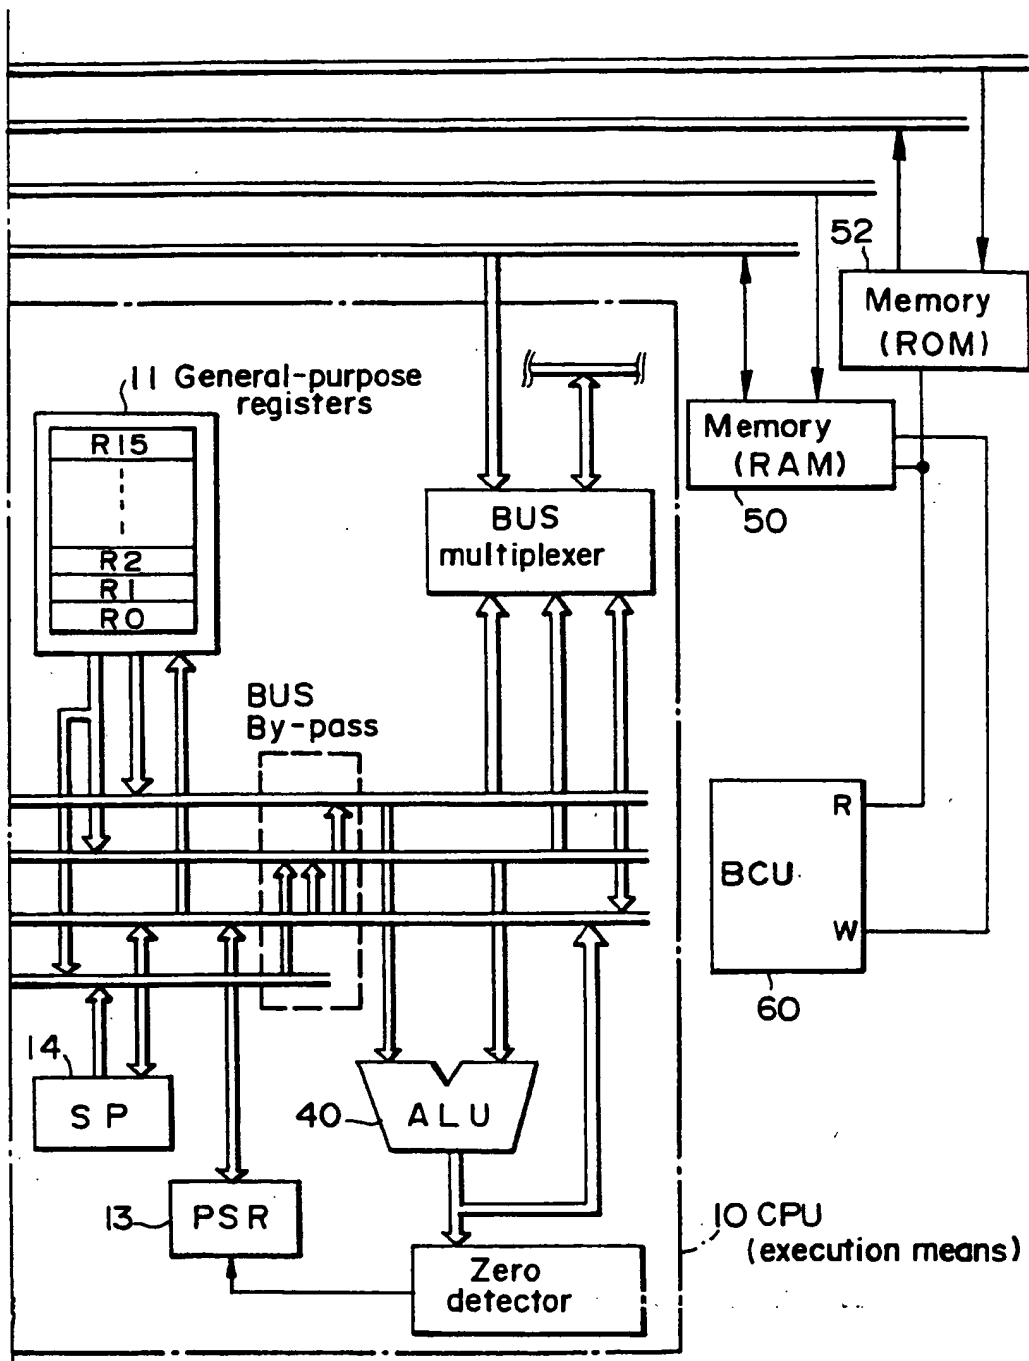 52
Memory
(ROM)
11 General-purpose
registers
R15
R2
R1
R0
Memory
(RAM)
50
BUS
multiplexer
BUS
By-pass
R
BCU
W
60
14
SP
40
ALU
13
PSR
10 CPU
(execution means)
Zero
detector